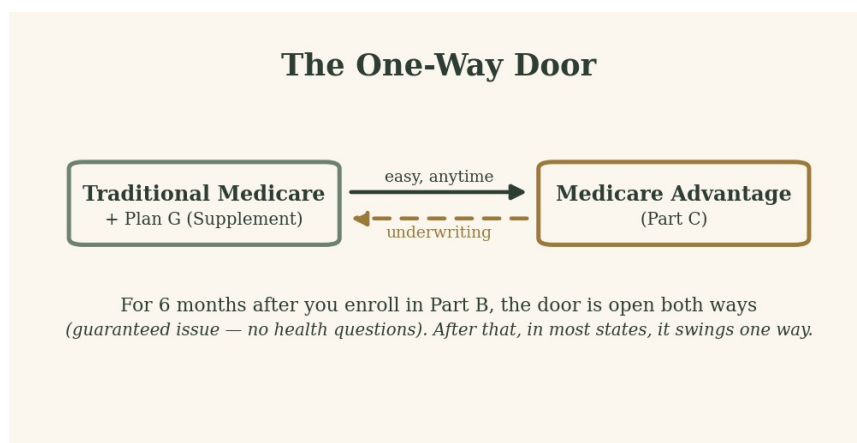 The One-Way Door
Traditional Medicare
+ Plan G (Supplement)
easy, anytime
underwriting
Medicare Advantage
(Part C)
For 6 months after you enroll in Part B, the door is open both ways
(guaranteed issue — no health questions). After that, in most states, it swings one way.